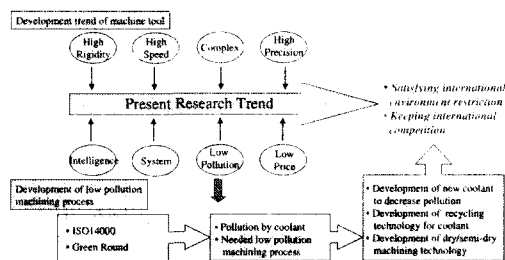 Development trend of machine tool
High
Rigidity
High
Speed
Complex
High
Precision
Present Research Trend
• Satisfying international
environment restriction
• Keeping international
competition
Intelligence
System
Low
Pollution
Low
Price
Development of low pollution
machining process
• ISO14000
• Green Round
• Pollution by coolant
• Needed low pollution
machining process
• Development of new coolant
to decrease pollution
• Development of recycling
technology for coolant
• Development of dry/semi-dry
machining technology